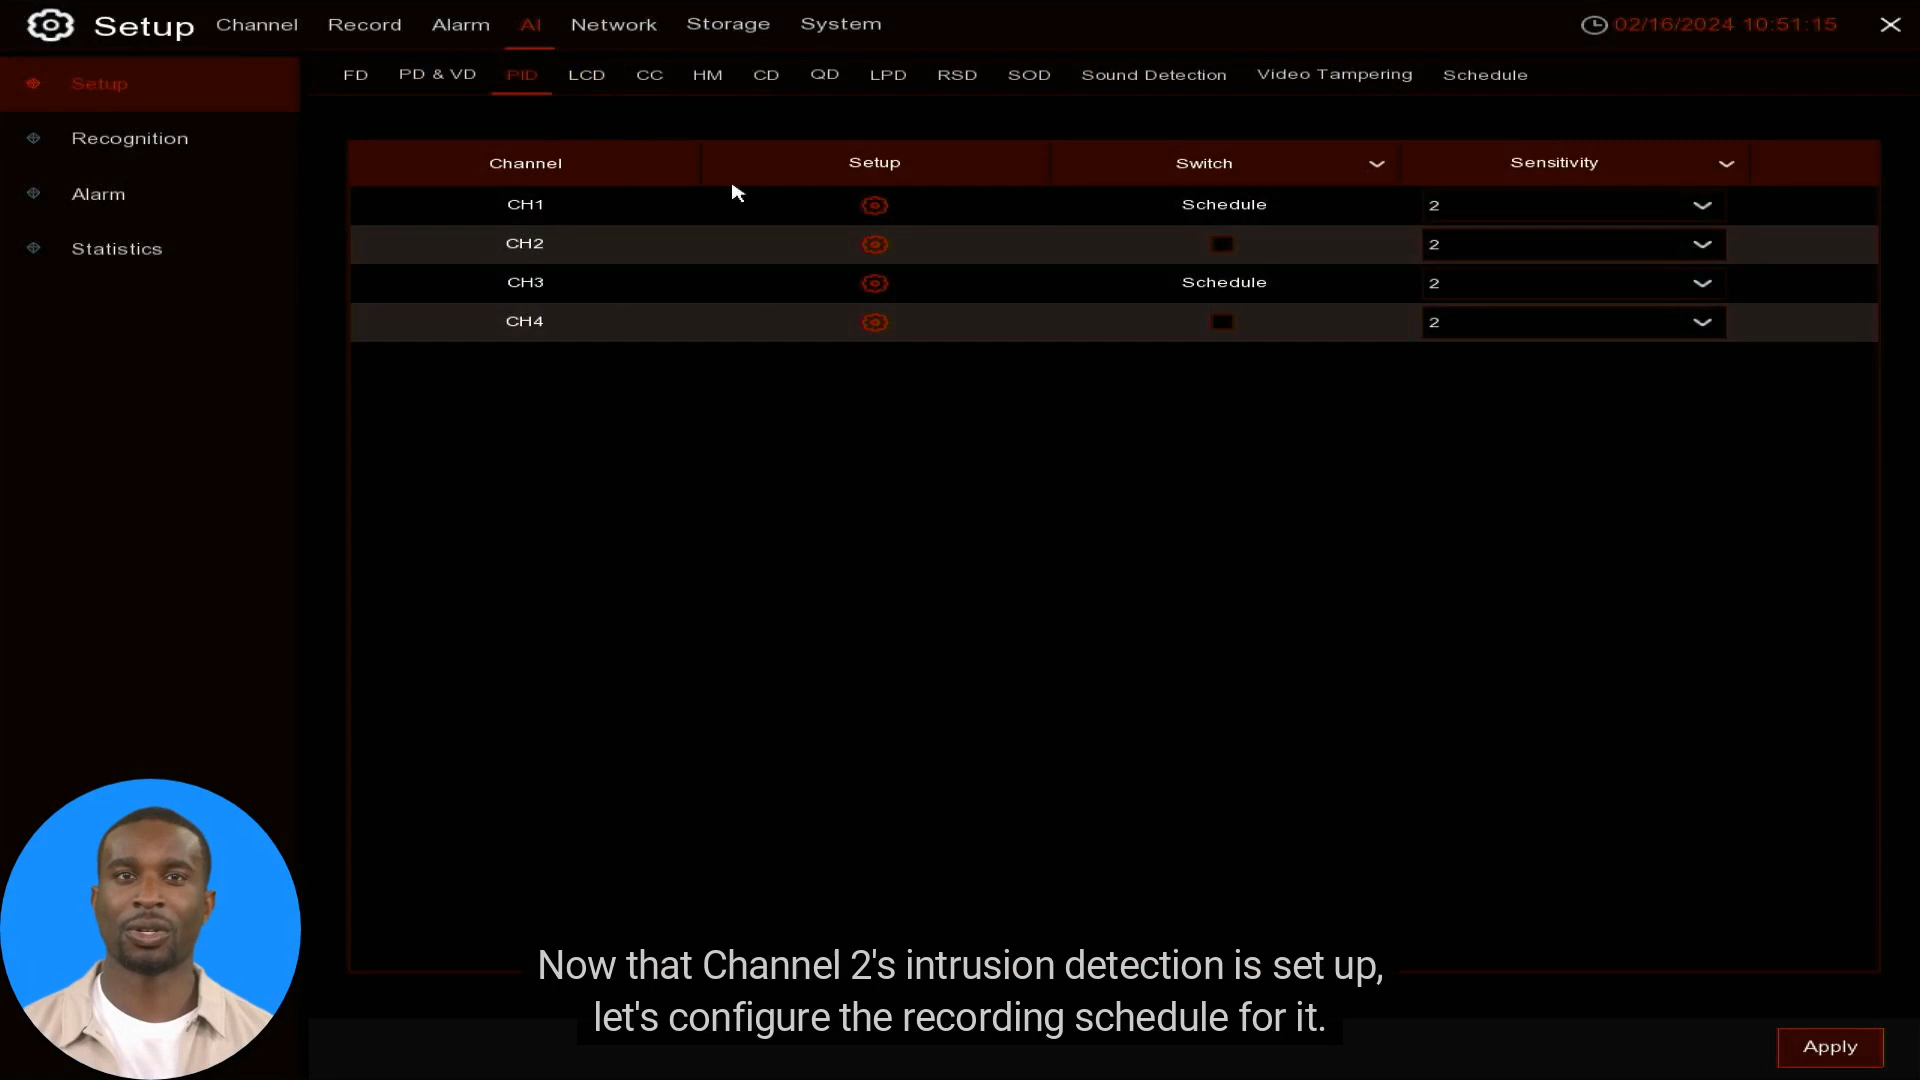 Setup Channel Record Alarm AI Network Storage System 02/16/2024 10:51:15
Setup
FD PD & VD PID LCD CC HM CD QD LPD RSD SOD Sound Detection Video Tampering Schedule
Recognition
Alarm
Statistics
Channel Setup Switch Sensitivity
CH1 Schedule 2
CH2 2
CH3 Schedule 2
CH4 2
Now that Channel 2's intrusion detection is set up,
let's configure the recording schedule for it.
Apply